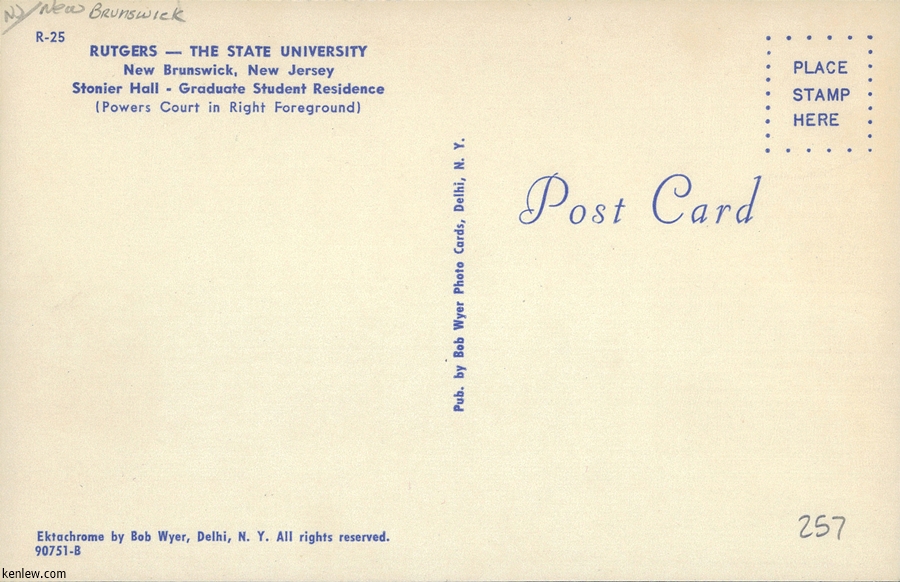 NJ/New Brunswick
R-25
RUTGERS — THE STATE UNIVERSITY
New Brunswick, New Jersey
Stonier Hall - Graduate Student Residence
(Powers Court in Right Foreground)
PLACE
STAMP
HERE
Post Card
Pub. by Bob Wyer Photo Cards, Delhi, N. Y.
Ektachrome by Bob Wyer, Delhi, N. Y. All rights reserved.
90751-B
257
kenlew.com